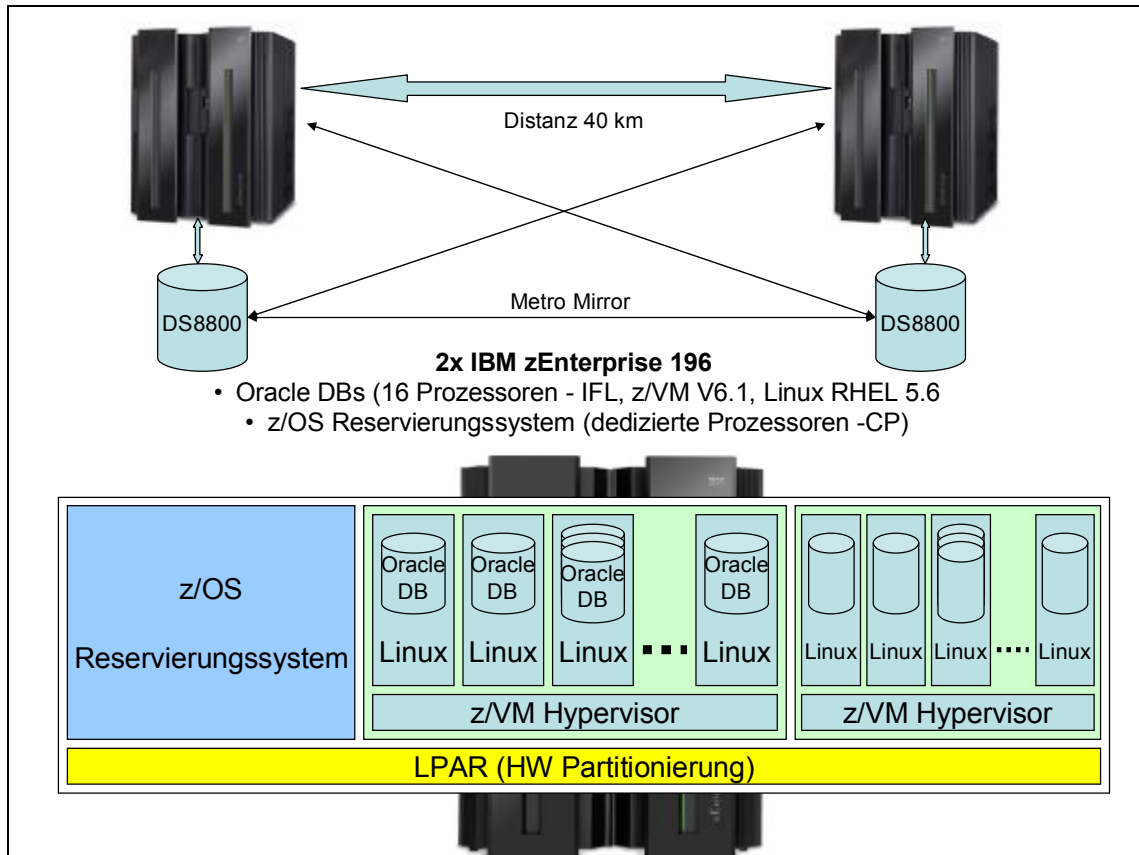 Distanz 40 km
DS8800
Metro Mirror
DS8800
2x IBM zEnterprise 196
• Oracle DBs (16 Prozessoren - IFL, z/VM V6.1, Linux RHEL 5.6
• z/OS Reservierungssystem (dedizierte Prozessoren -CP)
z/OS
Reservierungssystem
Oracle
DB
Linux
Oracle
DB
Linux
Oracle
DB
Linux
Oracle
DB
Linux
z/VM Hypervisor
Linux
Linux
Linux
Linux
z/VM Hypervisor
LPAR (HW Partitionierung)